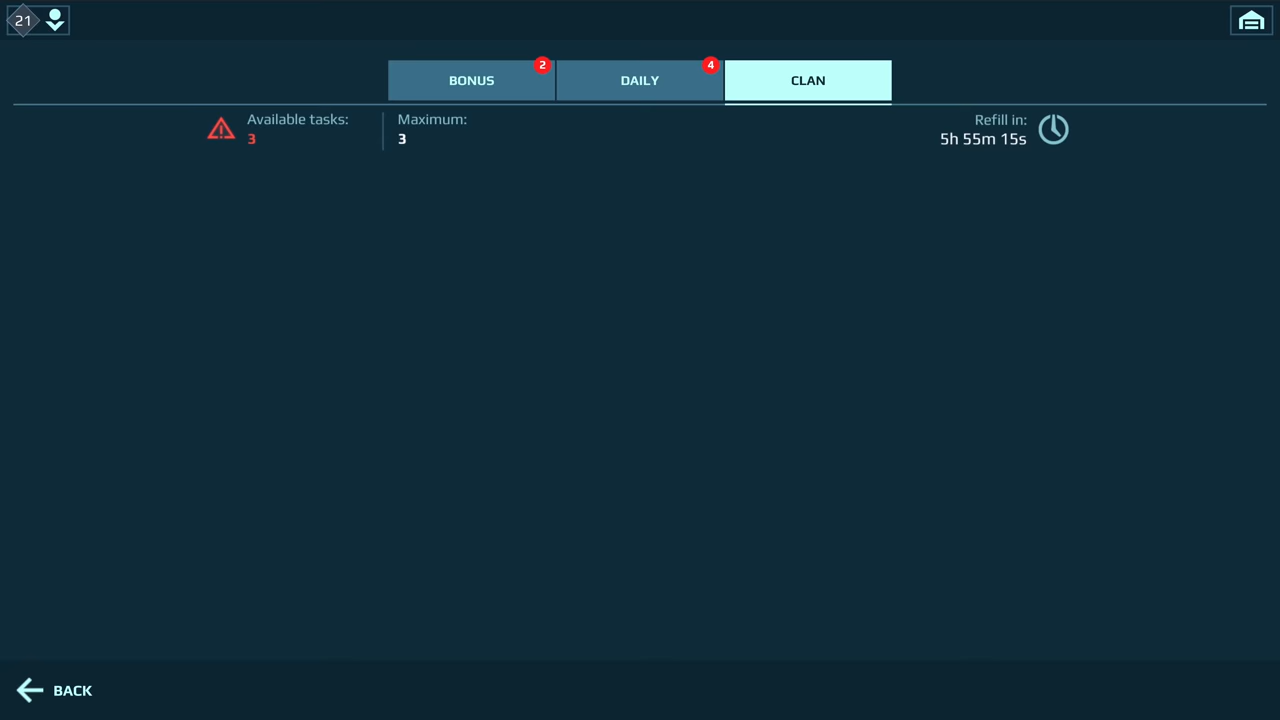 21
BONUS
2
DAILY
4
CLAN
Available tasks:
3
Maximum:
3
Refill in:
5h 55m 15s
BACK